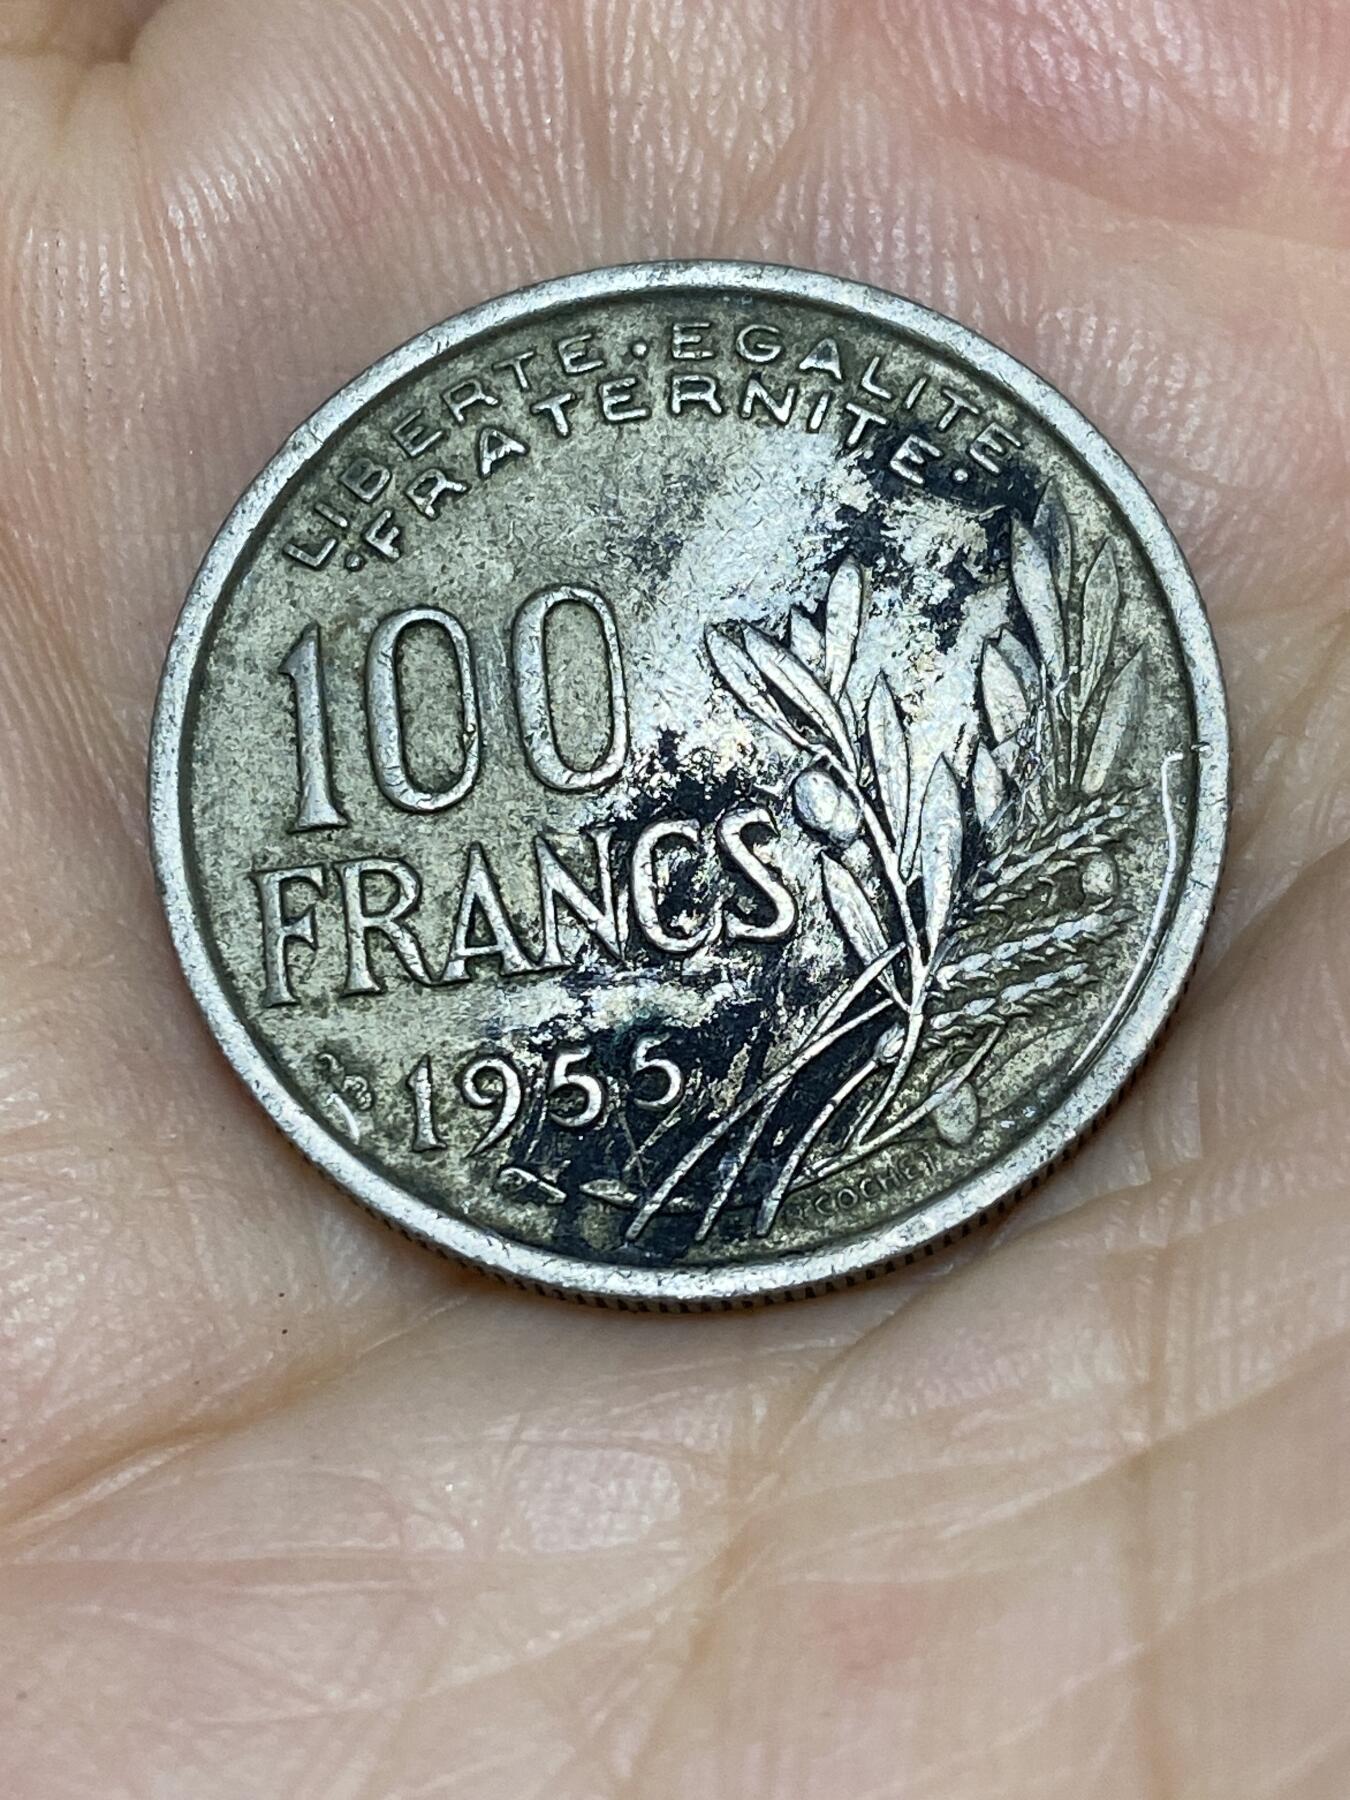 LIBERTE·EGALITE
·FRATERNITE·
100
FRANCS
1955
R·COCHET